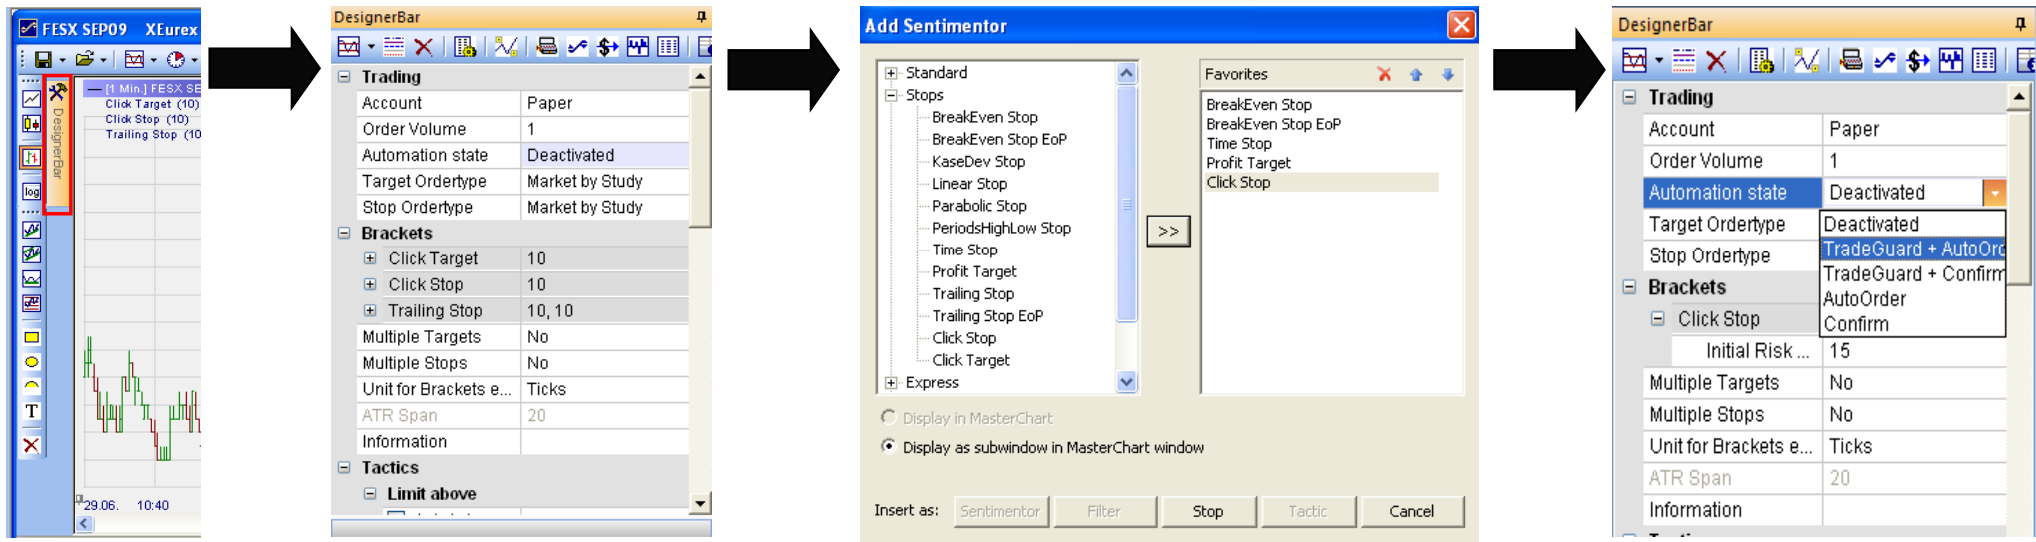 FESX SEP09 XEurex
DesignerBar
[1 Min.] FESX SE
Click Target (10)
Click Stop (10)
Trailing Stop (10
log
T
29.06. 10:40
DesignerBar
Trading
Account Paper
Order Volume 1
Automation state Deactivated
Target Ordertype Market by Study
Stop Ordertype Market by Study
Brackets
Click Target 10
Click Stop 10
Trailing Stop 10, 10
Multiple Targets No
Multiple Stops No
Unit for Brackets e... Ticks
ATR Span 20
Information
Tactics
Limit above
Add Sentimentor
Standard
Stops
BreakEven Stop
BreakEven Stop EoP
KaseDev Stop
Linear Stop
Parabolic Stop
PeriodsHighLow Stop
Time Stop
Profit Target
Trailing Stop
Trailing Stop EoP
Click Stop
Click Target
Express
>>
Favorites
BreakEven Stop
BreakEven Stop EoP
Time Stop
Profit Target
Click Stop
Display in MasterChart
Display as subwindow in MasterChart window
Insert as: Sentimentor Filter Stop Tactic Cancel
DesignerBar
Trading
Account Paper
Order Volume 1
Automation state Deactivated
Target Ordertype
Stop Ordertype
Deactivated
TradeGuard + AutoOrd
TradeGuard + Confirm
AutoOrder
Confirm
Brackets
Click Stop
Initial Risk ... 15
Multiple Targets No
Multiple Stops No
Unit for Brackets e... Ticks
ATR Span 20
Information